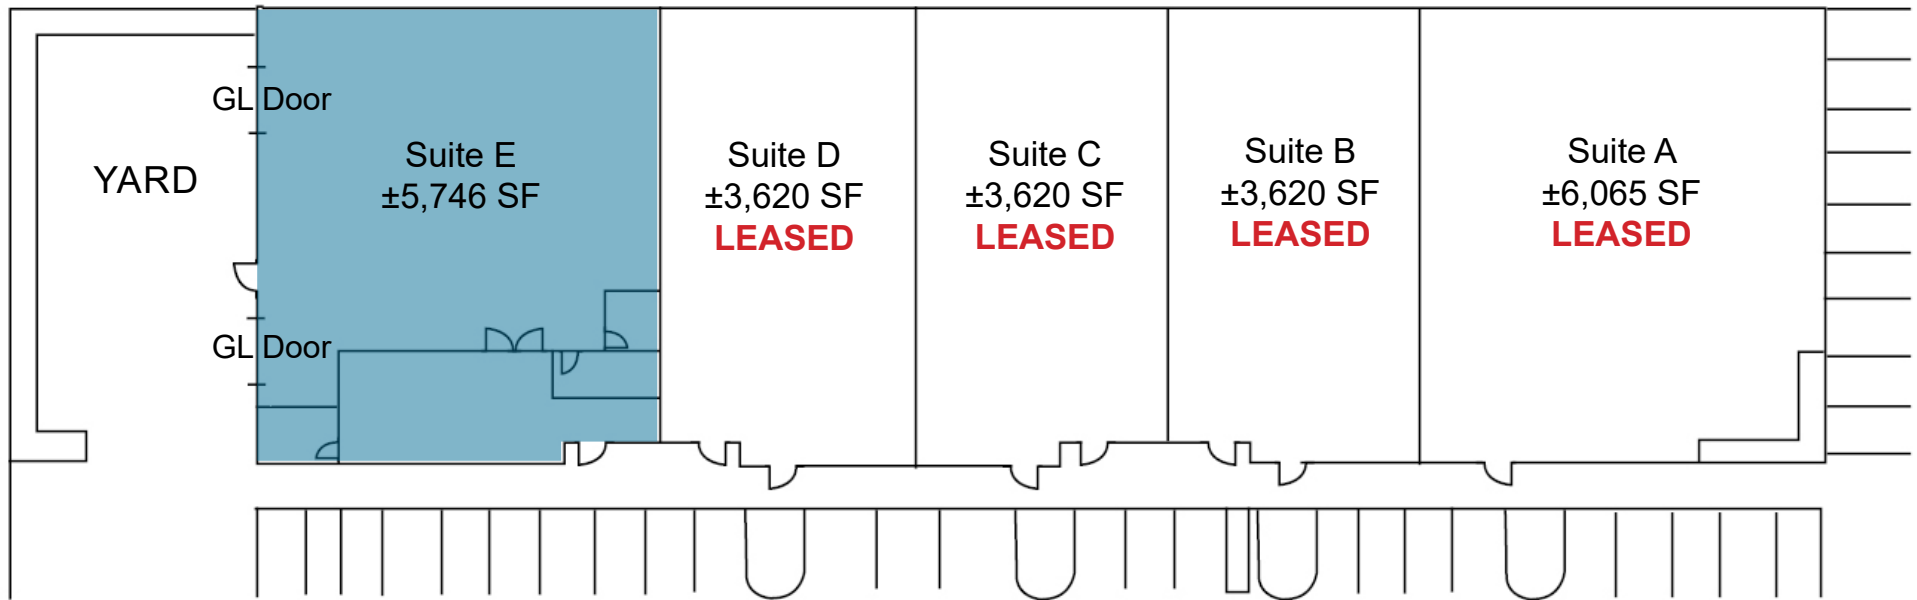 GL Door
YARD
Suite E
±5,746 SF
GL Door
Suite D
±3,620 SF
LEASED
Suite C
±3,620 SF
LEASED
Suite B
±3,620 SF
LEASED
Suite A
±6,065 SF
LEASED